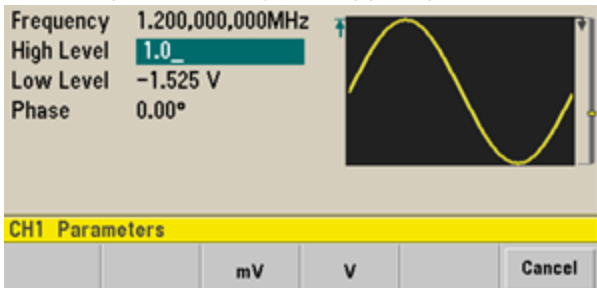 Frequency 1.200,000,000MHz
High Level 1.0_
Low Level −1.525 V
Phase 0.00°
CH1 Parameters
mV V Cancel